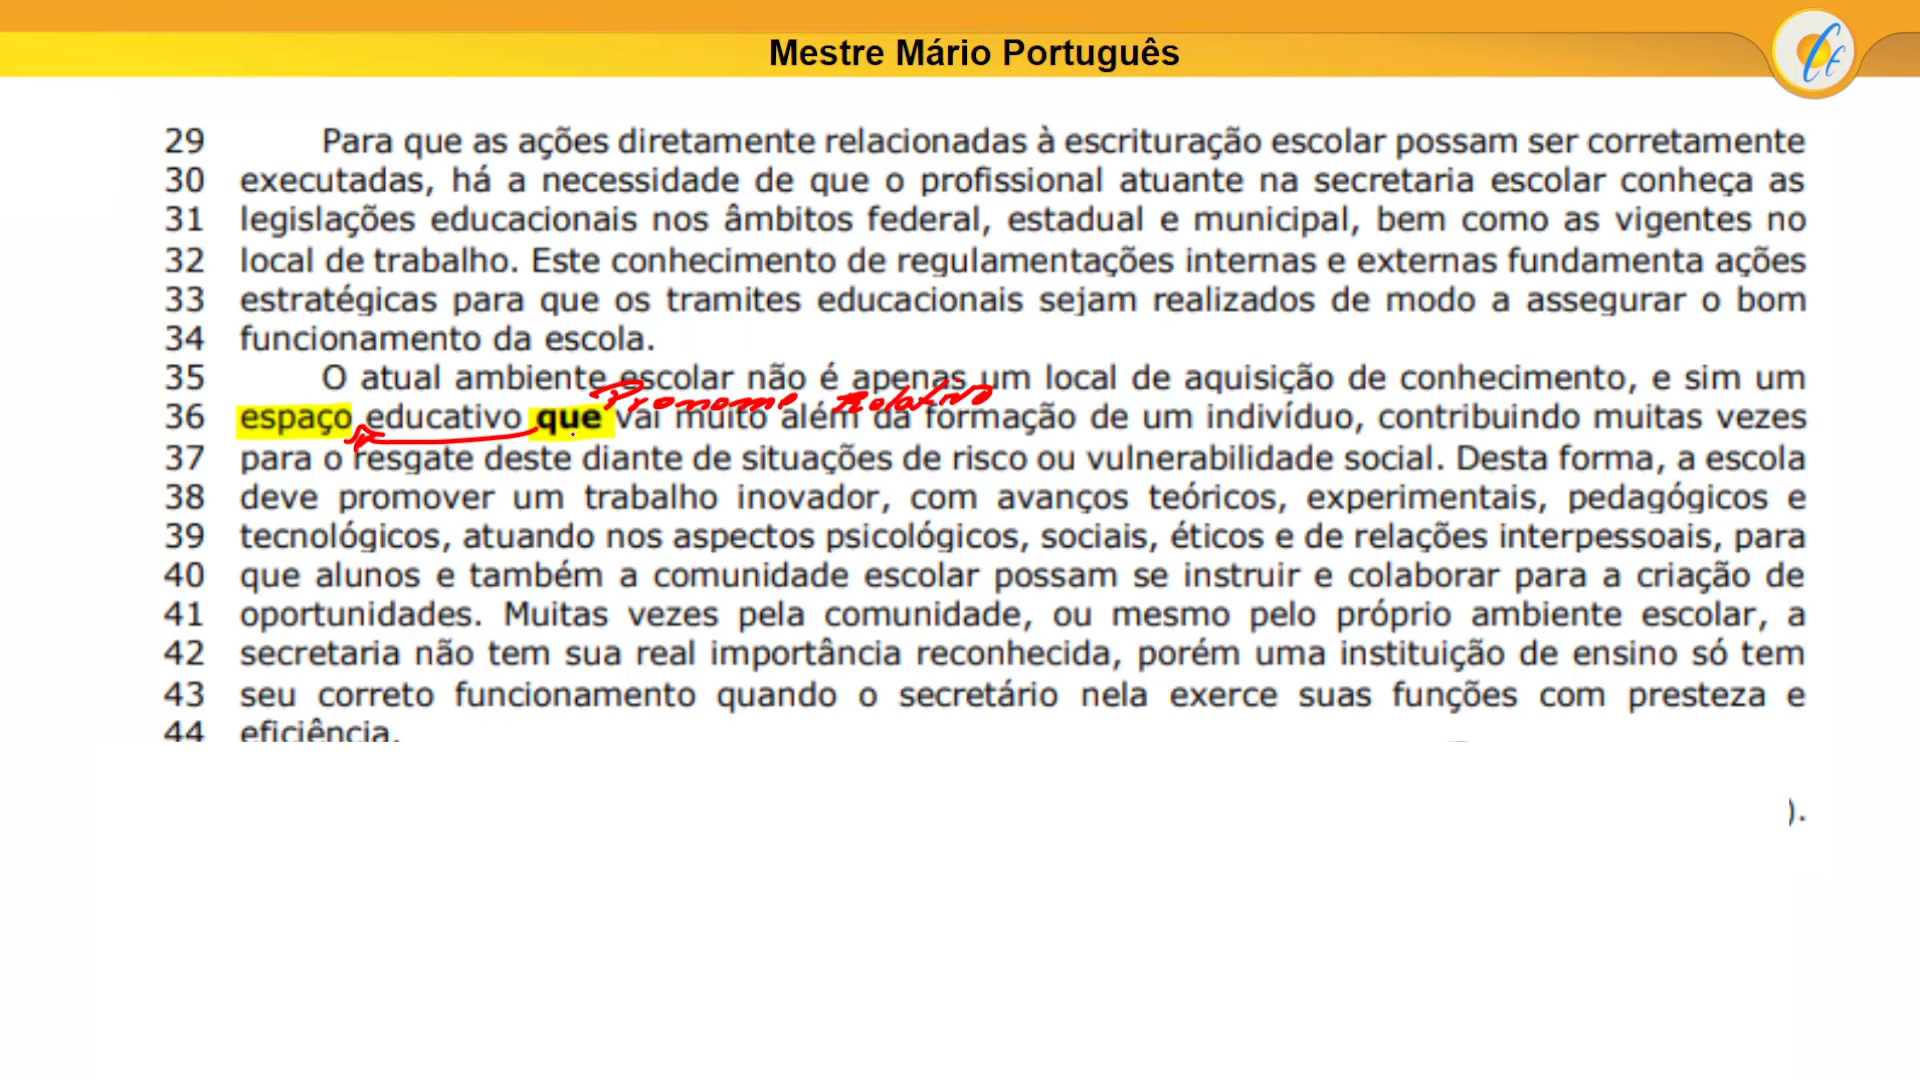 Mestre Mário Português
29 Para que as ações diretamente relacionadas à escrituração escolar possam ser corretamente
30 executadas, há a necessidade de que o profissional atuante na secretaria escolar conheça as
31 legislações educacionais nos âmbitos federal, estadual e municipal, bem como as vigentes no
32 local de trabalho. Este conhecimento de regulamentações internas e externas fundamenta ações
33 estratégicas para que os tramites educacionais sejam realizados de modo a assegurar o bom
34 funcionamento da escola.
35 O atual ambiente escolar não é apenas um local de aquisição de conhecimento, e sim um
Pronome Relativo
36 espaço educativo que vai muito além da formação de um indivíduo, contribuindo muitas vezes
37 para o resgate deste diante de situações de risco ou vulnerabilidade social. Desta forma, a escola
38 deve promover um trabalho inovador, com avanços teóricos, experimentais, pedagógicos e
39 tecnológicos, atuando nos aspectos psicológicos, sociais, éticos e de relações interpessoais, para
40 que alunos e também a comunidade escolar possam se instruir e colaborar para a criação de
41 oportunidades. Muitas vezes pela comunidade, ou mesmo pelo próprio ambiente escolar, a
42 secretaria não tem sua real importância reconhecida, porém uma instituição de ensino só tem
43 seu correto funcionamento quando o secretário nela exerce suas funções com presteza e
44 eficiência.
).